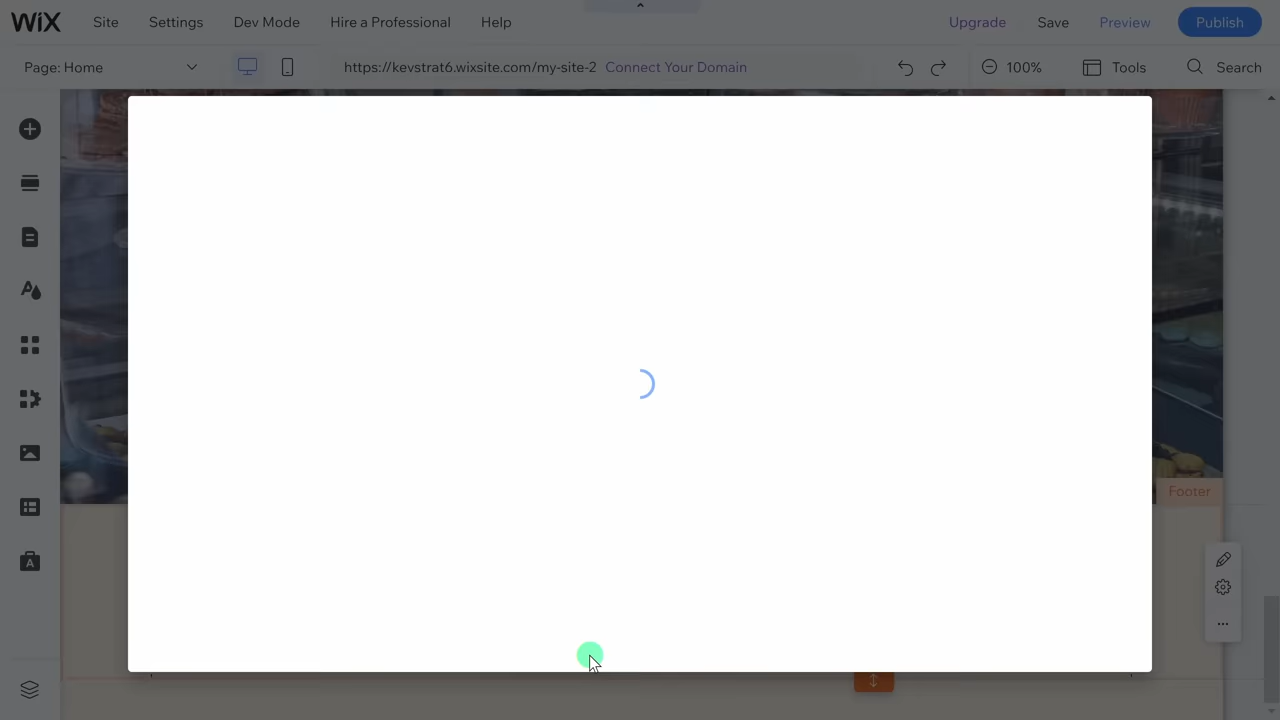 WiX Site Settings Dev Mode Hire a Professional Help Upgrade Save Preview Publish
Page: Home https://kevstrat6.wixsite.com/my-site-2 Connect Your Domain 100% Tools Search
Footer